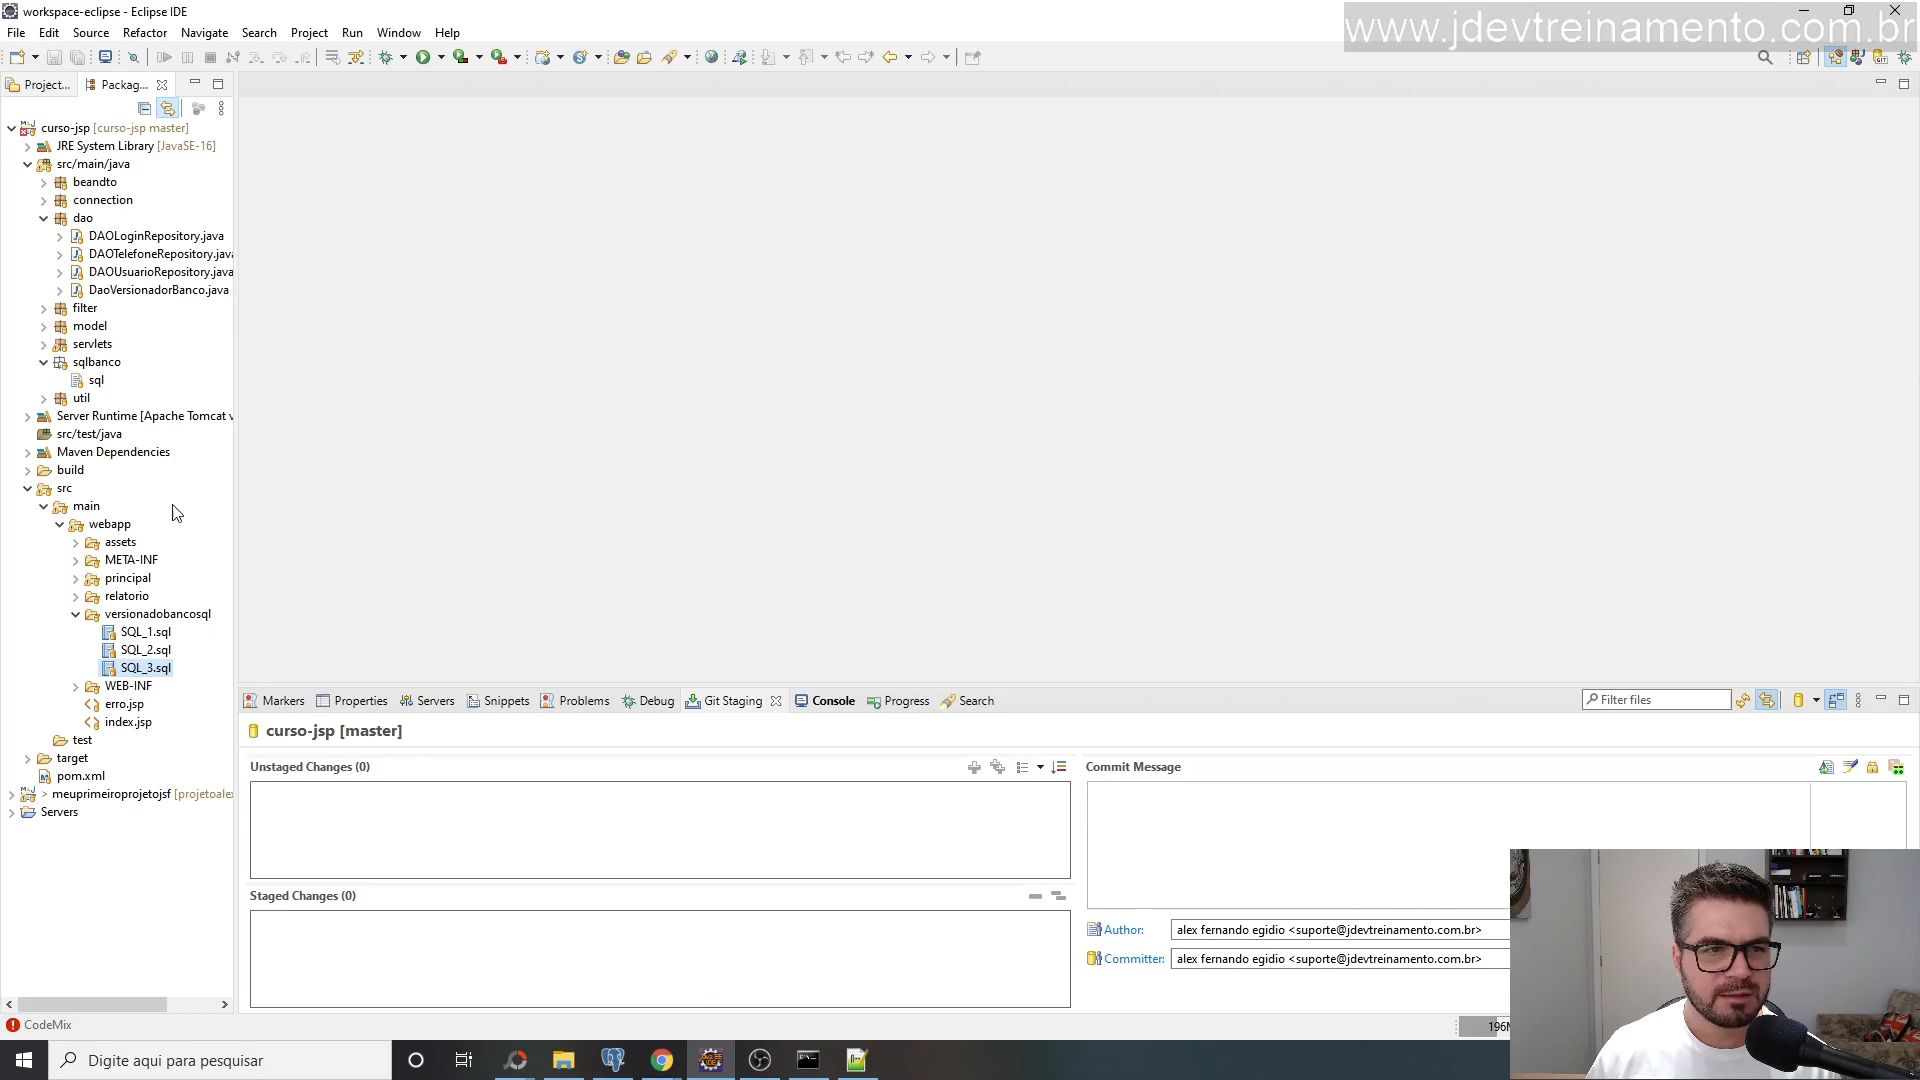 workspace-eclipse - Eclipse IDE
www.jdevtreinamento.com.br
File Edit Source Refactor Navigate Search Project Run Window Help
Project... Packag...
curso-jsp [curso-jsp master]
JRE System Library [JavaSE-16]
src/main/java
beandto
connection
dao
DAOLoginRepository.java
DAOTelefoneRepository.java
DAOUsuarioRepository.java
DaoVersionadorBanco.java
filter
model
servlets
sqlbanco
sql
util
Server Runtime [Apache Tomcat v
src/test/java
Maven Dependencies
build
src
main
webapp
assets
META-INF
principal
relatorio
versionadobancosql
SQL_1.sql
SQL_2.sql
SQL_3.sql
WEB-INF
erro.jsp
index.jsp
test
target
pom.xml
> meuprimeiroprojetojsf [projetoale
Servers
Markers Properties Servers Snippets Problems Debug Git Staging Console Progress Search
Filter files
curso-jsp [master]
Unstaged Changes (0)
Commit Message
Staged Changes (0)
Author: alex fernando egidio <suporte@jdevtreinamento.com.br>
Committer: alex fernando egidio <suporte@jdevtreinamento.com.br>
CodeMix
196M
Digite aqui para pesquisar